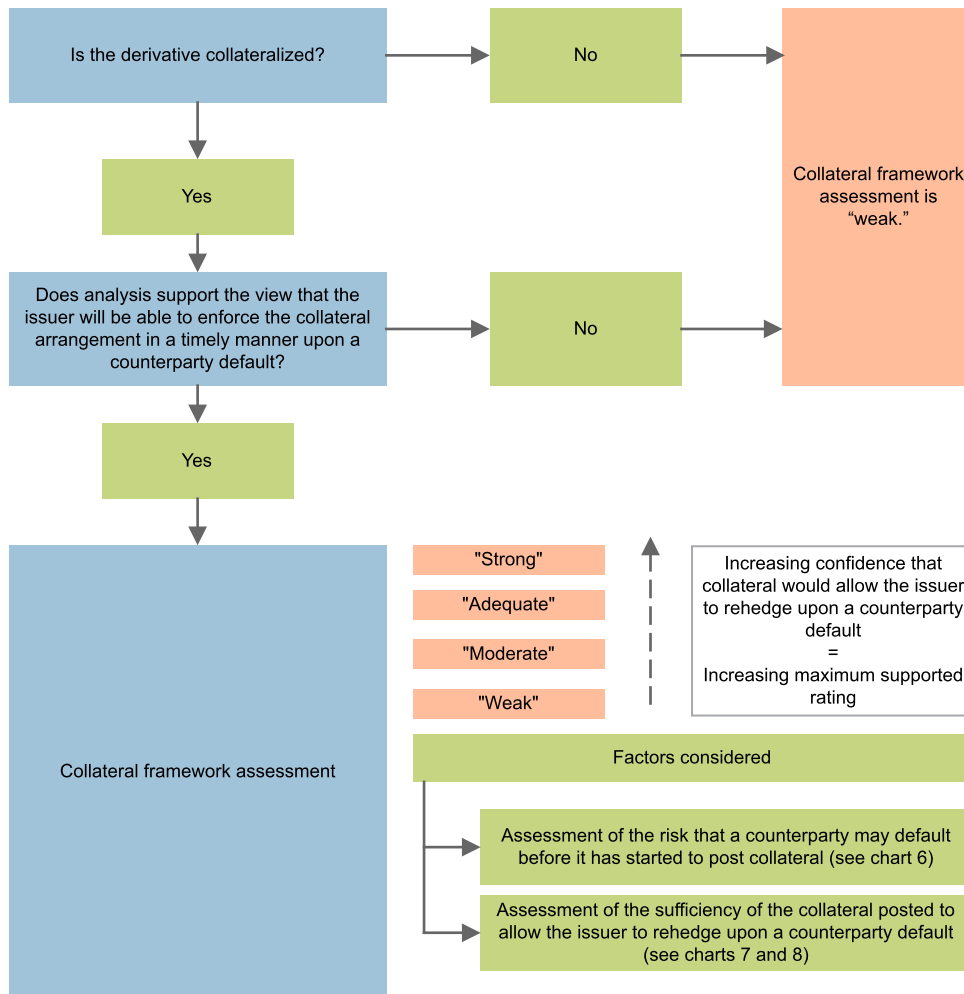 Is the derivative collateralized?
No
Collateral framework
assessment is
“weak.”
Yes
Does analysis support the view that the
issuer will be able to enforce the collateral
arrangement in a timely manner upon a
counterparty default?
No
Yes
Collateral framework assessment
"Strong"
"Adequate"
"Moderate"
"Weak"
Increasing confidence that
collateral would allow the issuer
to rehedge upon a counterparty
default
=
Increasing maximum supported
rating
Factors considered
Assessment of the risk that a counterparty may default
before it has started to post collateral (see chart 6)
Assessment of the sufficiency of the collateral posted to
allow the issuer to rehedge upon a counterparty default
(see charts 7 and 8)